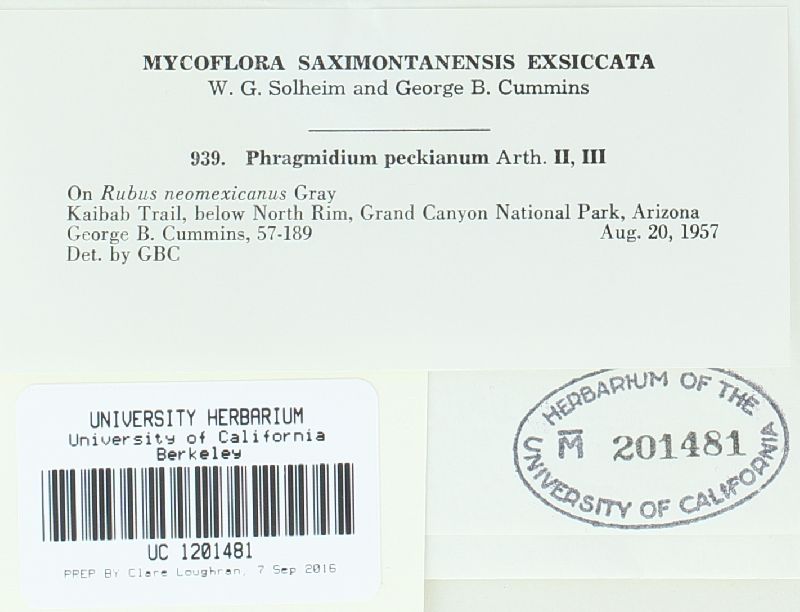 MYCOFLORA SAXIMONTANENSIS EXSICCATA
W. G. Solheim and George B. Cummins
939. Phragmidium peckianum Arth. II, III
On Rubus neomexicanus Gray
Kaibab Trail, below North Rim, Grand Canyon National Park, Arizona
George B. Cummins, 57-189 Aug. 20, 1957
Det. by GBC
UNIVERSITY HERBARIUM
University of California
Berkeley
UC 1201481
PREP BY Clare Loughran, 7 Sep 2016
HERBARIUM OF THE
M 201481
UNIVERSITY OF CALIFORNIA